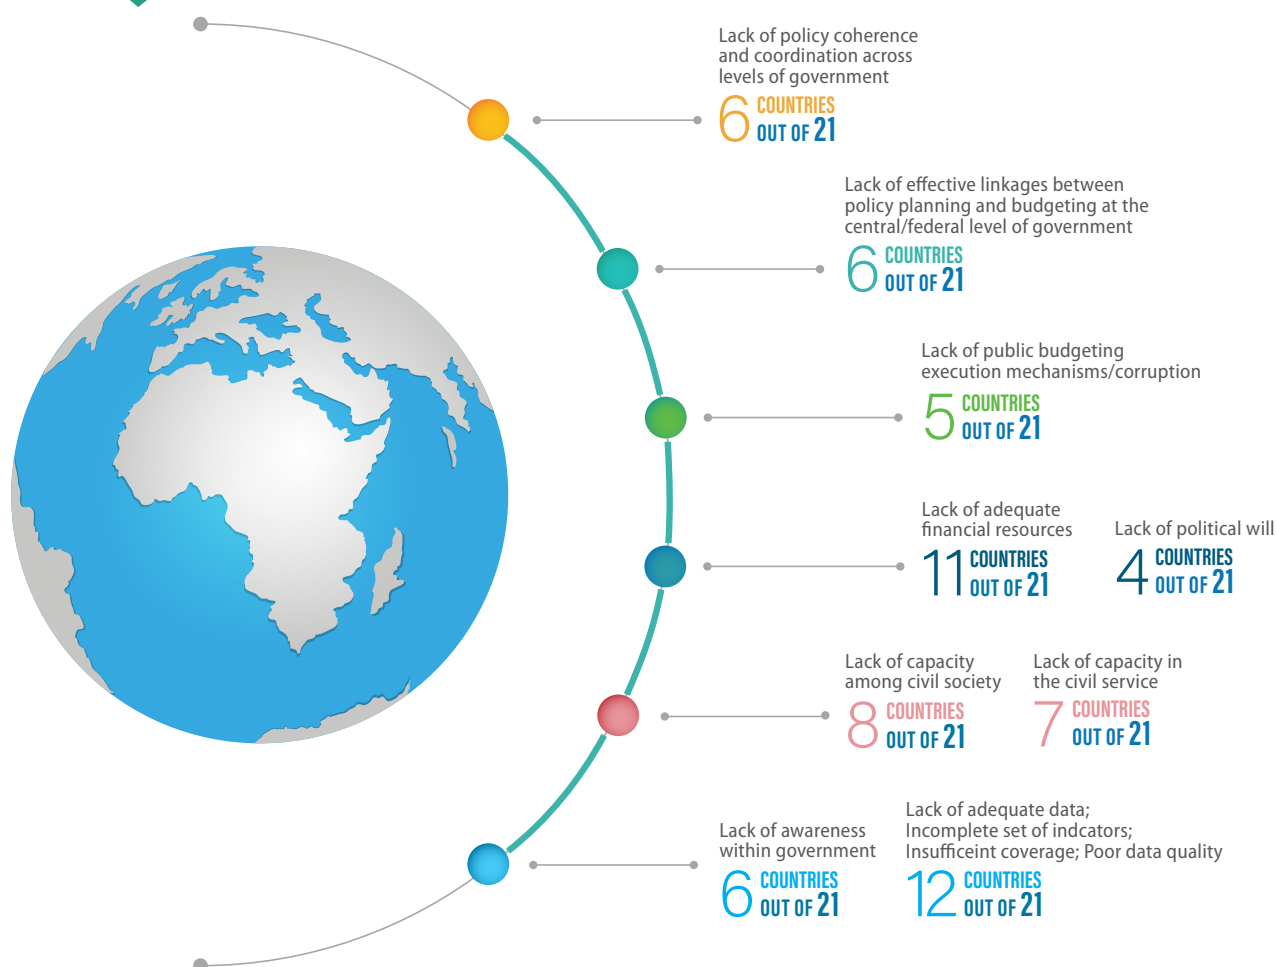 Lack of policy coherence
and coordination across
levels of government
6 COUNTRIES
OUT OF 21
Lack of effective linkages between
policy planning and budgeting at the
central/federal level of government
6 COUNTRIES
OUT OF 21
Lack of public budgeting
execution mechanisms/corruption
5 COUNTRIES
OUT OF 21
Lack of adequate
financial resources
11 COUNTRIES
OUT OF 21
Lack of political will
4 COUNTRIES
OUT OF 21
Lack of capacity
among civil society
8 COUNTRIES
OUT OF 21
Lack of capacity in
the civil service
7 COUNTRIES
OUT OF 21
Lack of awareness
within government
6 COUNTRIES
OUT OF 21
Lack of adequate data;
Incomplete set of indcators;
Insufficeint coverage; Poor data quality
12 COUNTRIES
OUT OF 21